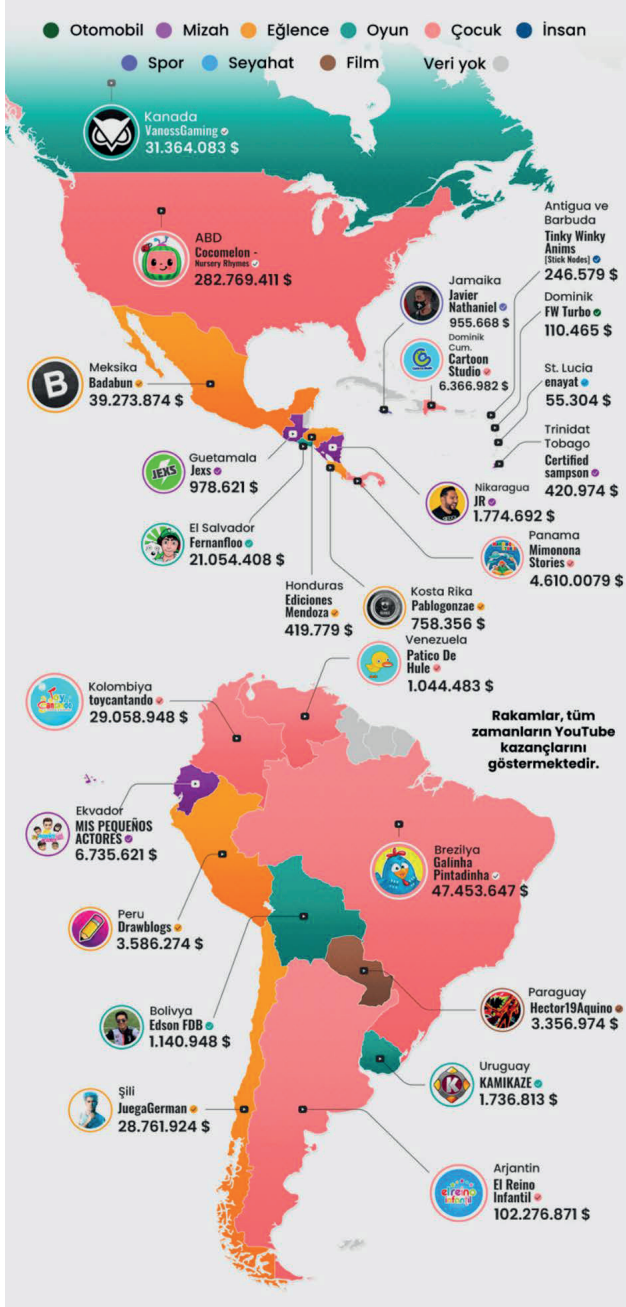 Otomobil Mizah Eğlence Oyun Çocuk İnsan
Spor Seyahat Film Veri yok
Kanada
VanossGaming
31.364.083 $
ABD
Cocomelon -
Nursery Rhymes
282.769.411 $
Antigua ve
Barbuda
Tinky Winky
Anims
(Stick Nodes)
246.579 $
Jamaika
Javier
Nathaniel
955.668 $
Dominik
FW Turbo
110.465 $
Dominik
Cum.
Cartoon
Studio
6.366.982 $
Meksika
Badabun
39.273.874 $
B
St. Lucia
enayat
55.304 $
Trinidat
Tobago
Certified
sampson
420.974 $
Guetamala
Jexs
978.621 $
JEXS
Nikaragua
JR
1.774.692 $
El Salvador
Fernanfloo
21.054.408 $
Panama
Mimonona
Stories
4.610.0079 $
Honduras
Ediciones
Mendoza
419.779 $
Kosta Rika
Pablogonzae
758.356 $
Venezuela
Patico De
Hule
1.044.483 $
Kolombiya
toycantando
29.058.948 $
Rakamlar, tüm
zamanların YouTube
kazançlarını
göstermektedir.
Ekvador
MIS PEQUEÑOS
ACTORES
6.735.621 $
Brezilya
Galinha
Pintadinha
47.453.647 $
Peru
Drawblogs
3.586.274 $
Paraguay
Hector19Aquino
3.356.974 $
Bolivya
Edson FDB
1.140.948 $
Uruguay
KAMIKAZE
1.736.813 $
K
Şili
JuegaGerman
28.761.924 $
Arjantin
El Reino
Infantil
102.276.871 $
el reino
infantil